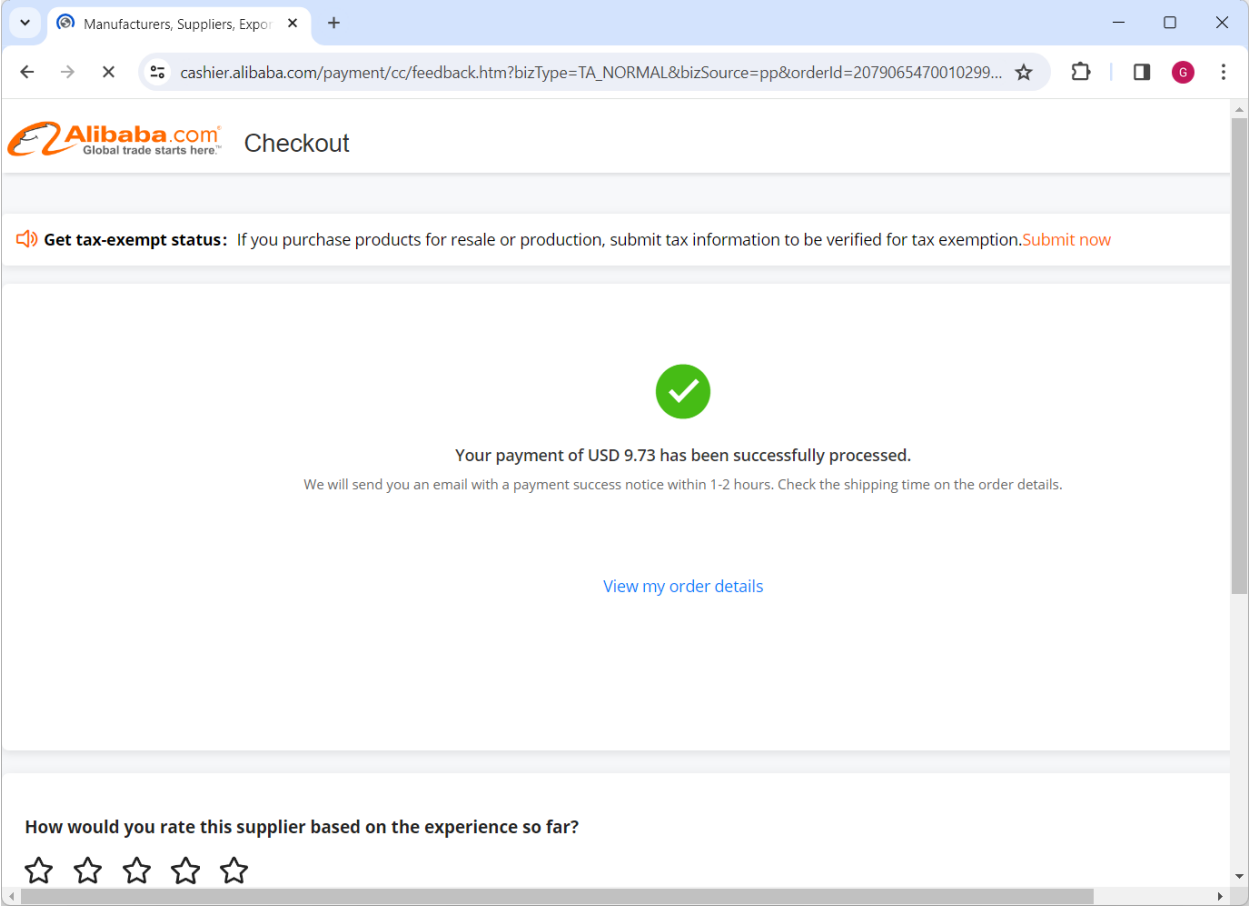 Manufacturers, Suppliers, Expor
cashier.alibaba.com/payment/cc/feedback.htm?bizType=TA_NORMAL&bizSource=pp&orderId=2079065470010299...
G
Alibaba.com
Global trade starts here.™
Checkout
Get tax-exempt status: If you purchase products for resale or production, submit tax information to be verified for tax exemption.Submit now
Your payment of USD 9.73 has been successfully processed.
We will send you an email with a payment success notice within 1-2 hours. Check the shipping time on the order details.
View my order details
How would you rate this supplier based on the experience so far?